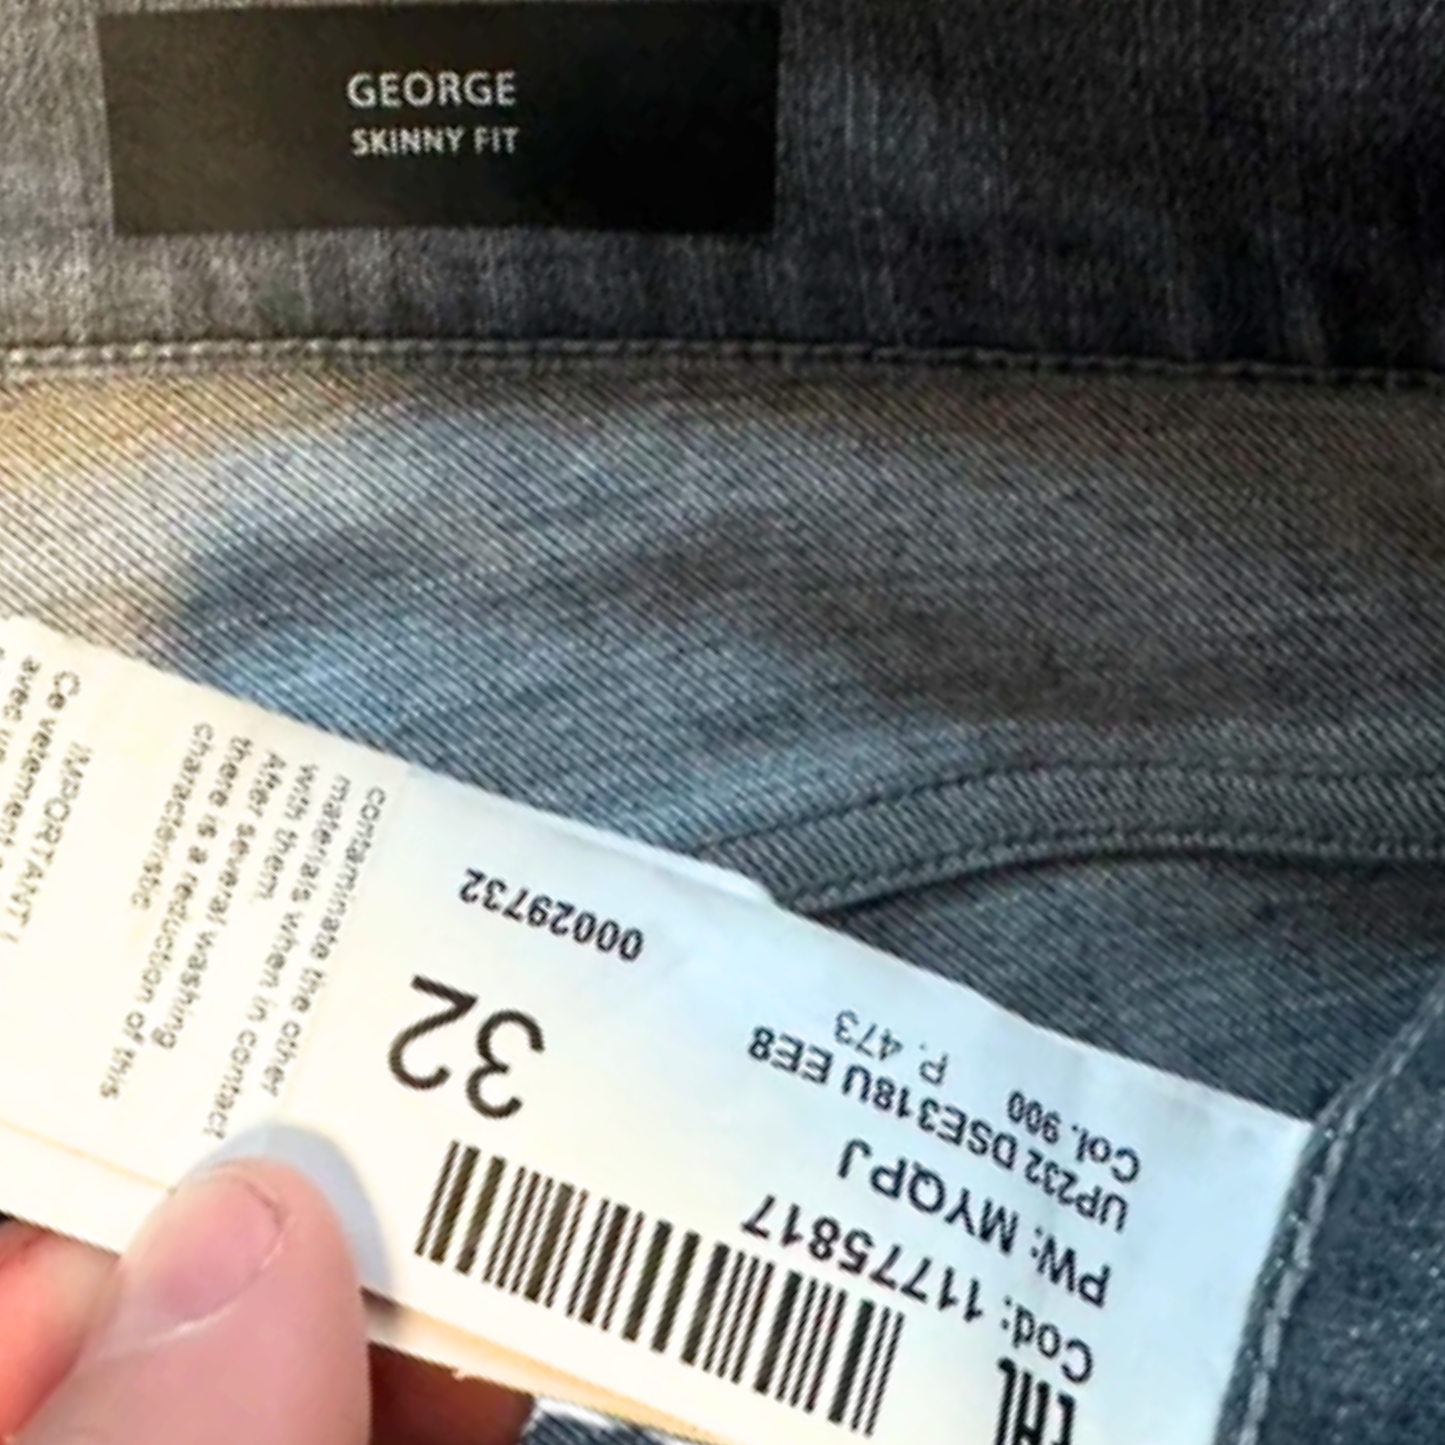 GEORGE
SKINNY FIT
Cod: 11775817
PW: MYQPJ
UP232 DSE318U EE8
Col. 900
P. 473
32
00029732
contaminate the other
materials when in contact
with them.
After several washing
there is a reduction of this
characteristic
IMPORTANT!
Ce vetement
avec